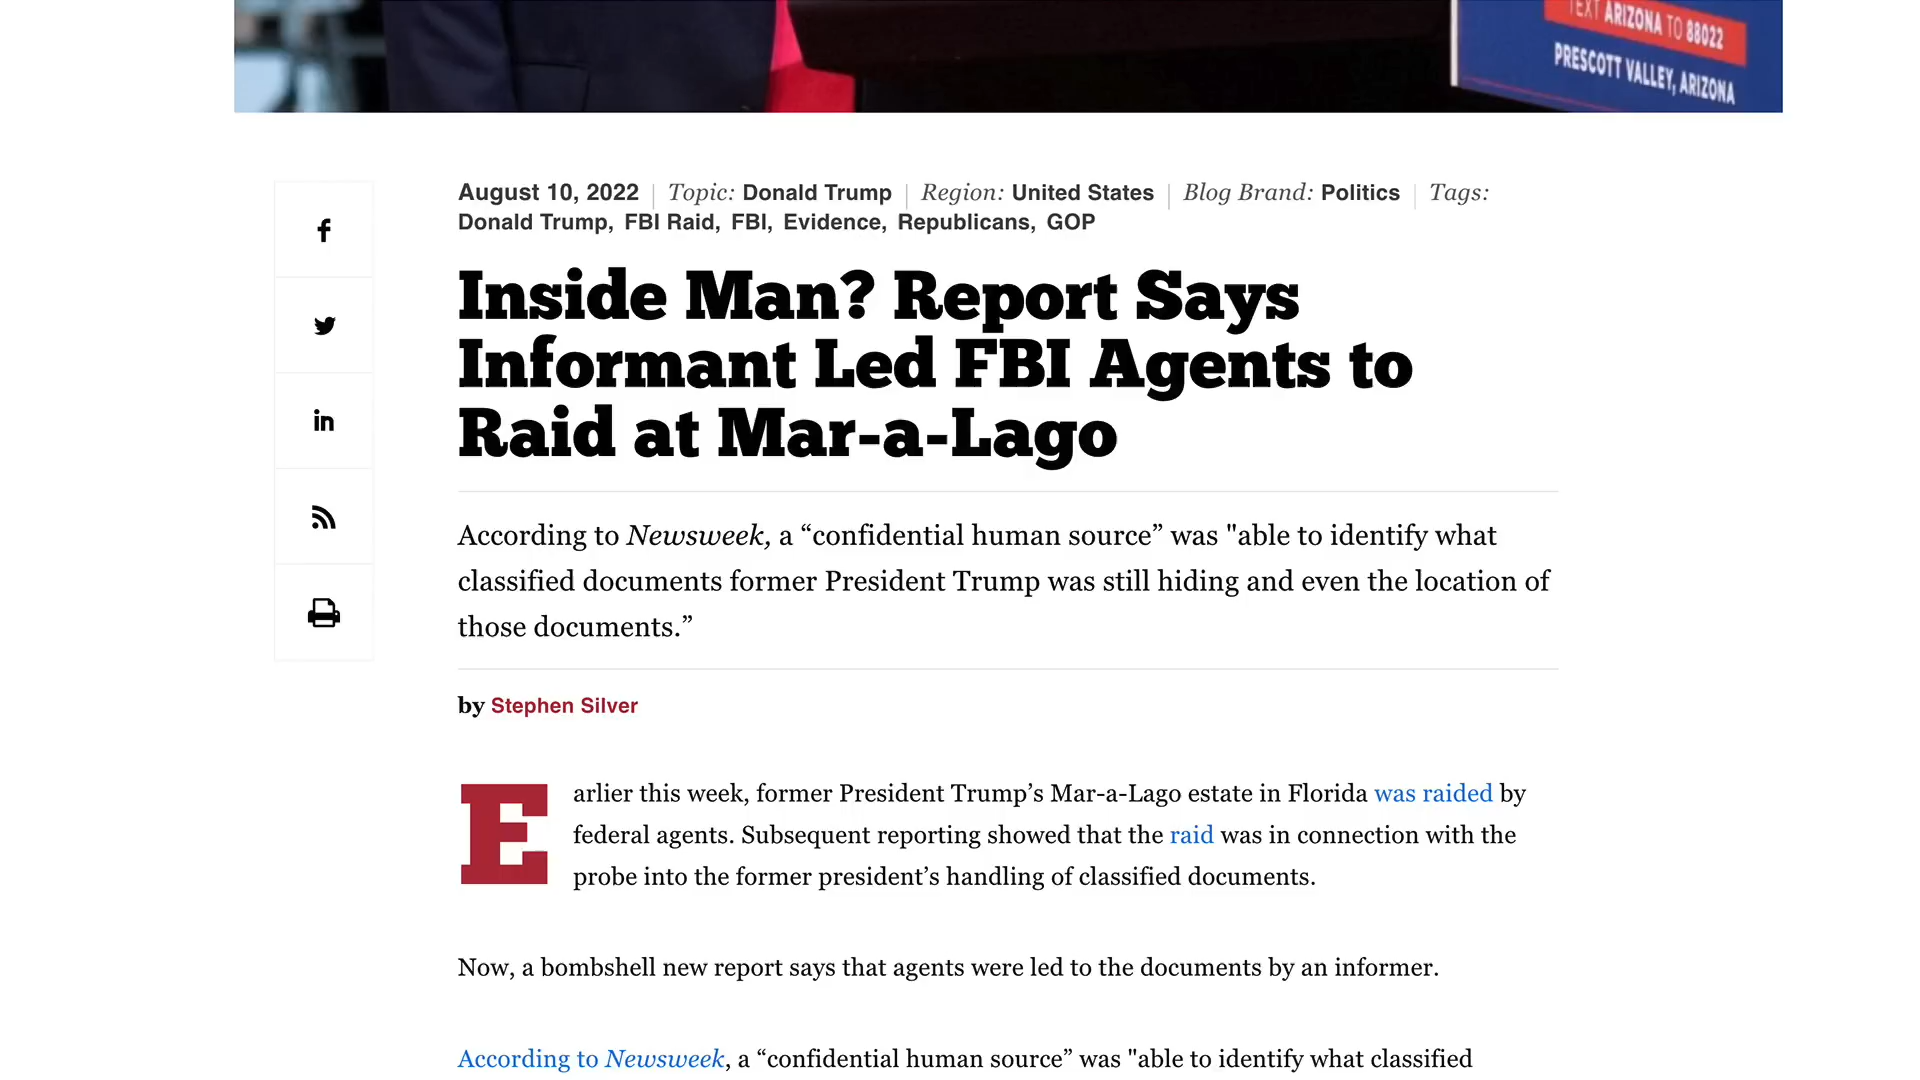 TEXT ARIZONA TO 88022
PRESCOTT VALLEY, ARIZONA
August 10, 2022 | Topic: Donald Trump | Region: United States | Blog Brand: Politics | Tags:
Donald Trump, FBI Raid, FBI, Evidence, Republicans, GOP
Inside Man? Report Says
Informant Led FBI Agents to
Raid at Mar-a-Lago
According to Newsweek, a “confidential human source” was "able to identify what
classified documents former President Trump was still hiding and even the location of
those documents.”
by Stephen Silver
Earlier this week, former President Trump’s Mar-a-Lago estate in Florida was raided by
federal agents. Subsequent reporting showed that the raid was in connection with the
probe into the former president’s handling of classified documents.
Now, a bombshell new report says that agents were led to the documents by an informer.
According to Newsweek, a “confidential human source” was "able to identify what classified